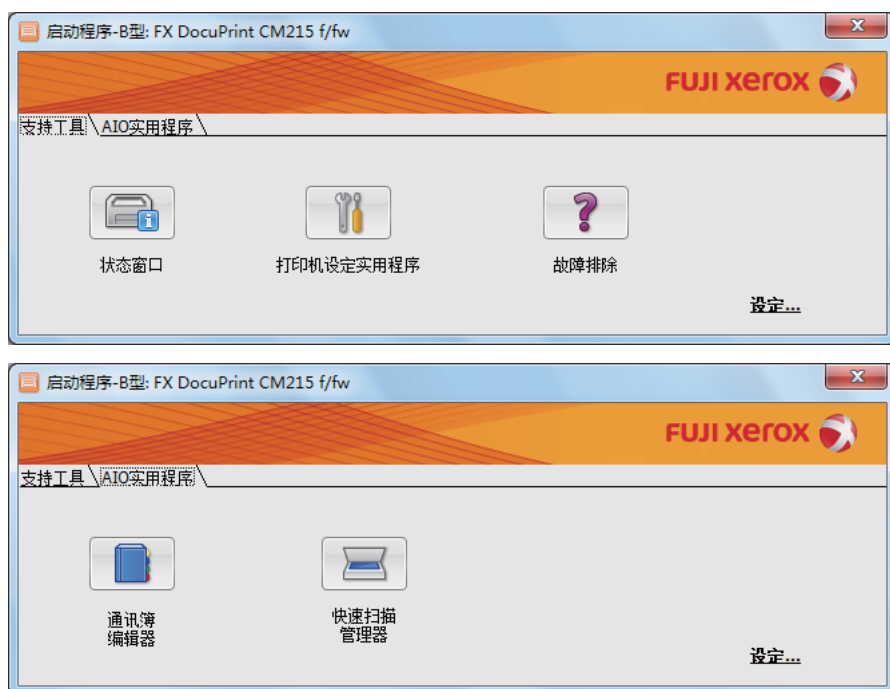 启动程序-B型: FX DocuPrint CM215 f/fw
FUJI xerox
支持工具 AIO实用程序
状态窗口 打印机设定实用程序 故障排除
设定...
启动程序-B型: FX DocuPrint CM215 f/fw
FUJI xerox
支持工具 AIO实用程序
通讯簿 快速扫描
编辑器 管理器
设定...